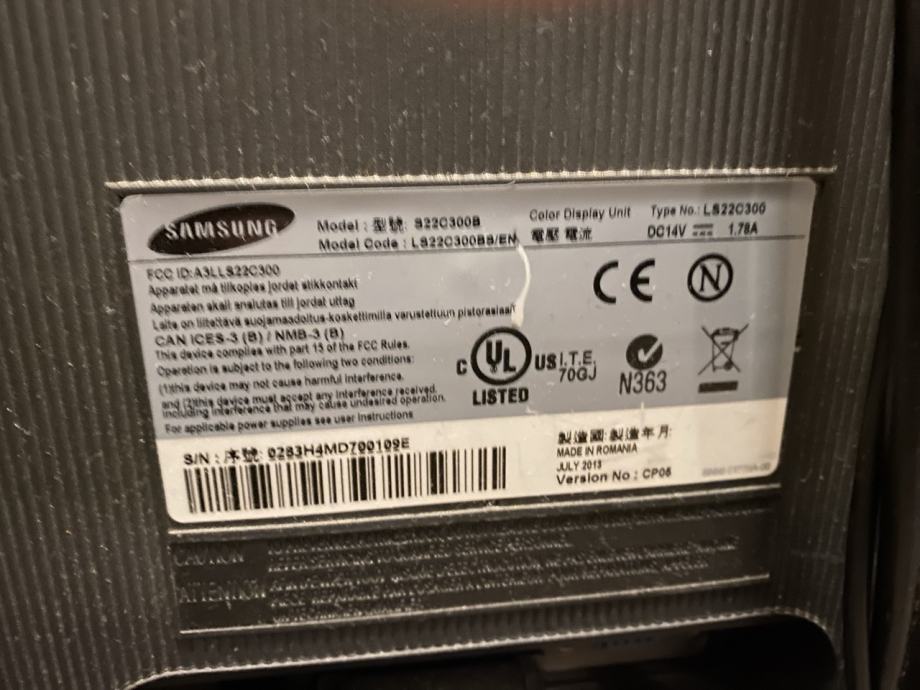 SAMSUNG
Model : 型號: S22C300B
Model Code : LS22C300BS/EN
Color Display Unit
電壓 電流
Type No.: LS22C300
DC14V 1.78A
FCC ID:A3LLS22C300
Apparatet må tilkoples jordet stikkontakt
Apparaten skall anslutas till jordat uttag
Laite on liitettävä suojamaadoitus-koskettimilla varustettuun pistorasiaan
CAN ICES-3 (B) / NMB-3 (B)
This device complies with part 15 of the FCC Rules.
Operation is subject to the following two conditions:
(1)this device may not cause harmful interference.
and (2)this device must accept any interference received.
including interference that may cause undesired operation.
For applicable power supplies see user instructions
CE
N
C UL US
LISTED
I.T.E.
70GJ
N363
S/N : 序號: 0283H4MD700109E
製造國: 製造年月:
MADE IN ROMANIA
JULY 2013
Version No : CP05
CAUTION
ATTENTION